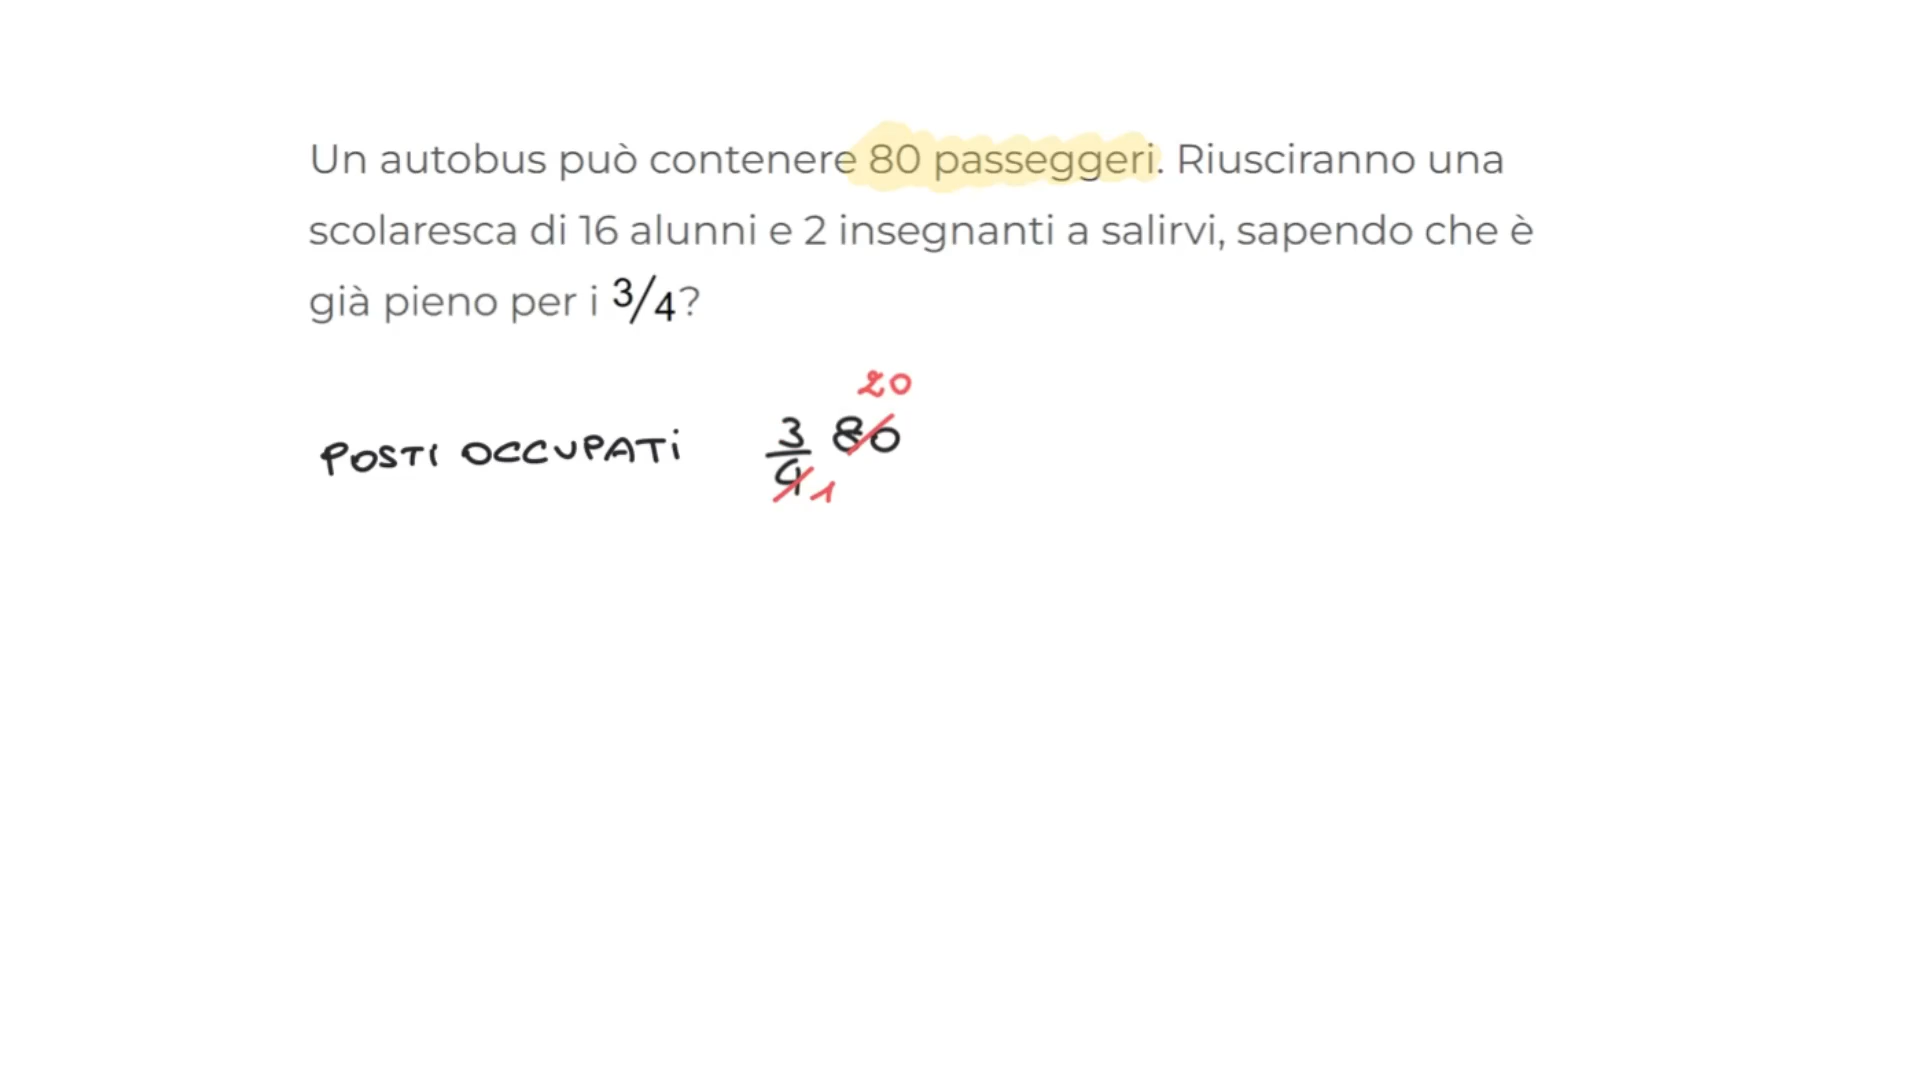 Un autobus può contenere 80 passeggeri. Riusciranno una
scolaresca di 16 alunni e 2 insegnanti a salirvi, sapendo che è
già pieno per i 3/4?
20
POSTI OCCUPATI 3/4 80
1